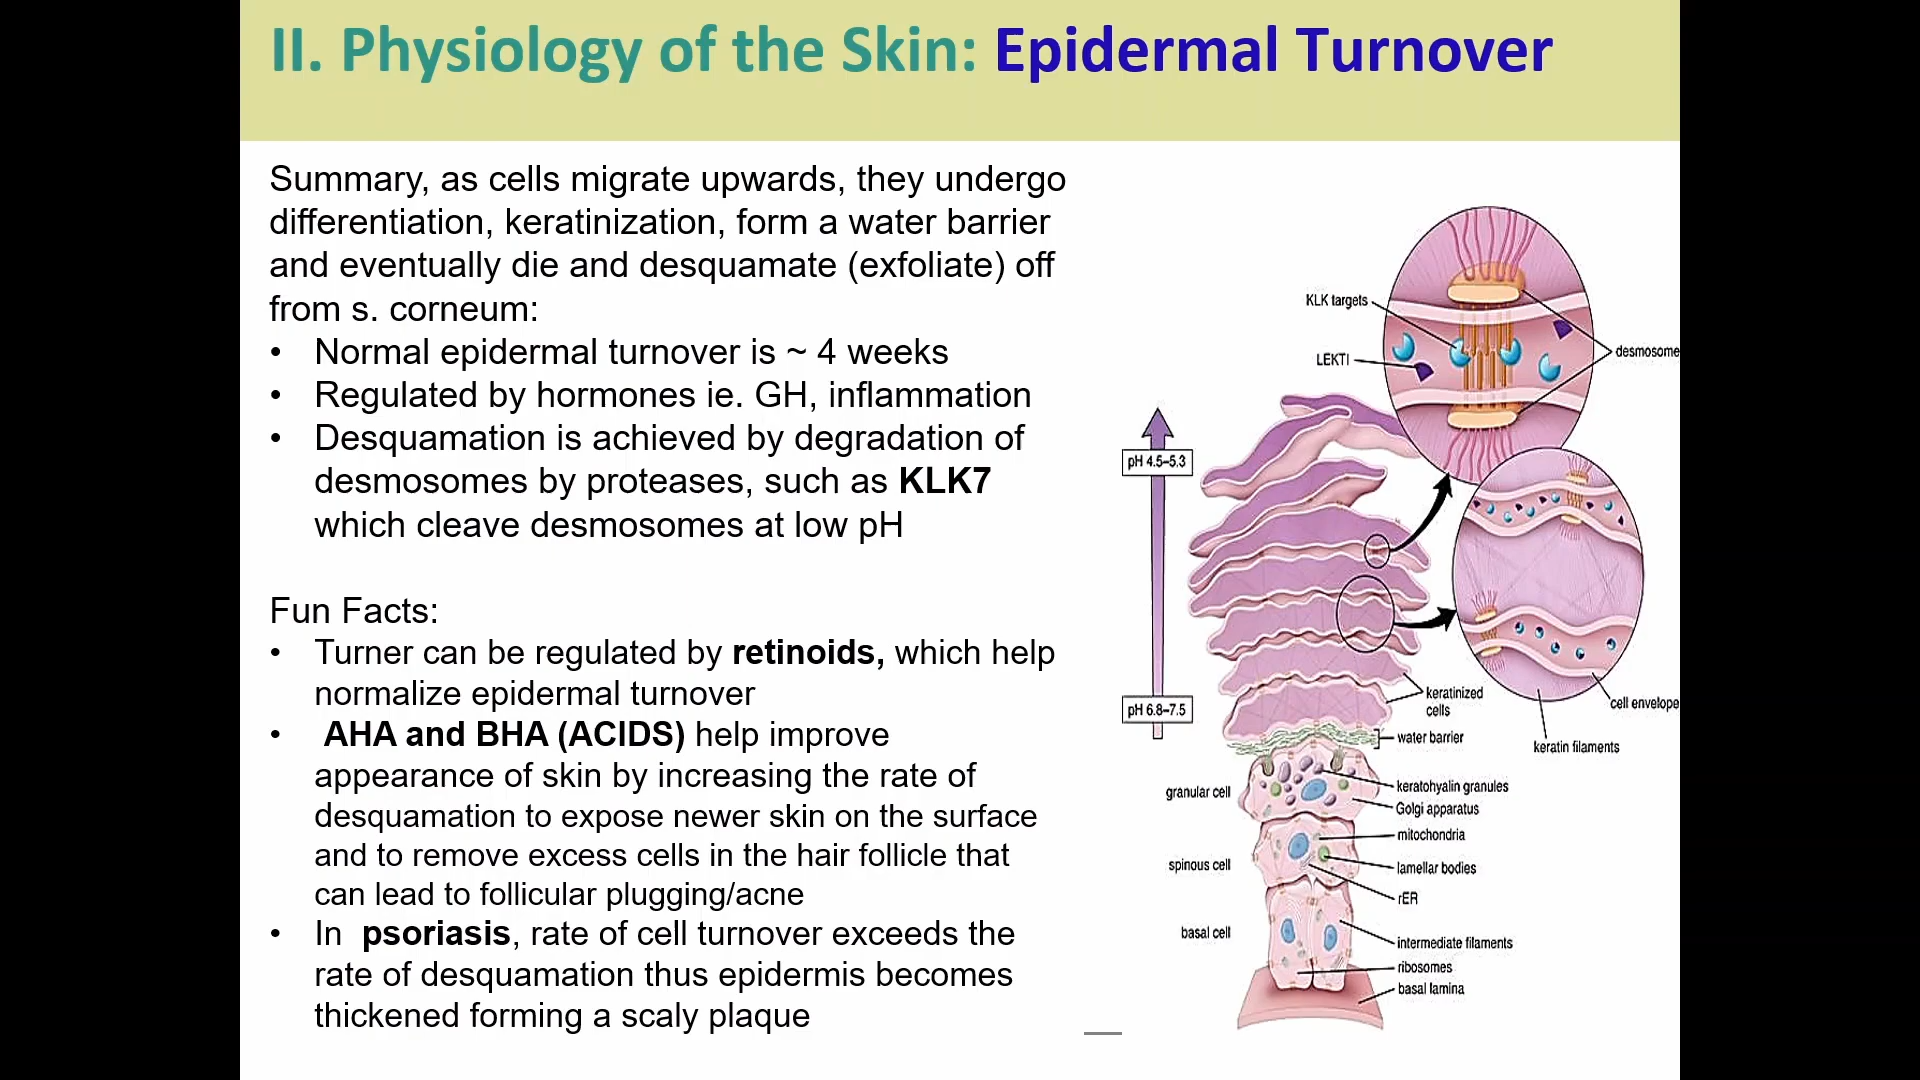 II. Physiology of the Skin: Epidermal Turnover
Summary, as cells migrate upwards, they undergo
differentiation, keratinization, form a water barrier
and eventually die and desquamate (exfoliate) off
from s. corneum:
• Normal epidermal turnover is ~ 4 weeks
• Regulated by hormones ie. GH, inflammation
• Desquamation is achieved by degradation of
desmosomes by proteases, such as KLK7
which cleave desmosomes at low pH
Fun Facts:
• Turner can be regulated by retinoids, which help
normalize epidermal turnover
• AHA and BHA (ACIDS) help improve
appearance of skin by increasing the rate of
desquamation to expose newer skin on the surface
and to remove excess cells in the hair follicle that
can lead to follicular plugging/acne
• In psoriasis, rate of cell turnover exceeds the
rate of desquamation thus epidermis becomes
thickened forming a scaly plaque
KLK targets
LEKTI
desmosome
pH 4.5–5.3
pH 6.8–7.5
keratinized
cells
water barrier
cell envelope
keratin filaments
granular cell
keratohyalin granules
Golgi apparatus
mitochondria
spinous cell
lamellar bodies
rER
basal cell
intermediate filaments
ribosomes
basal lamina